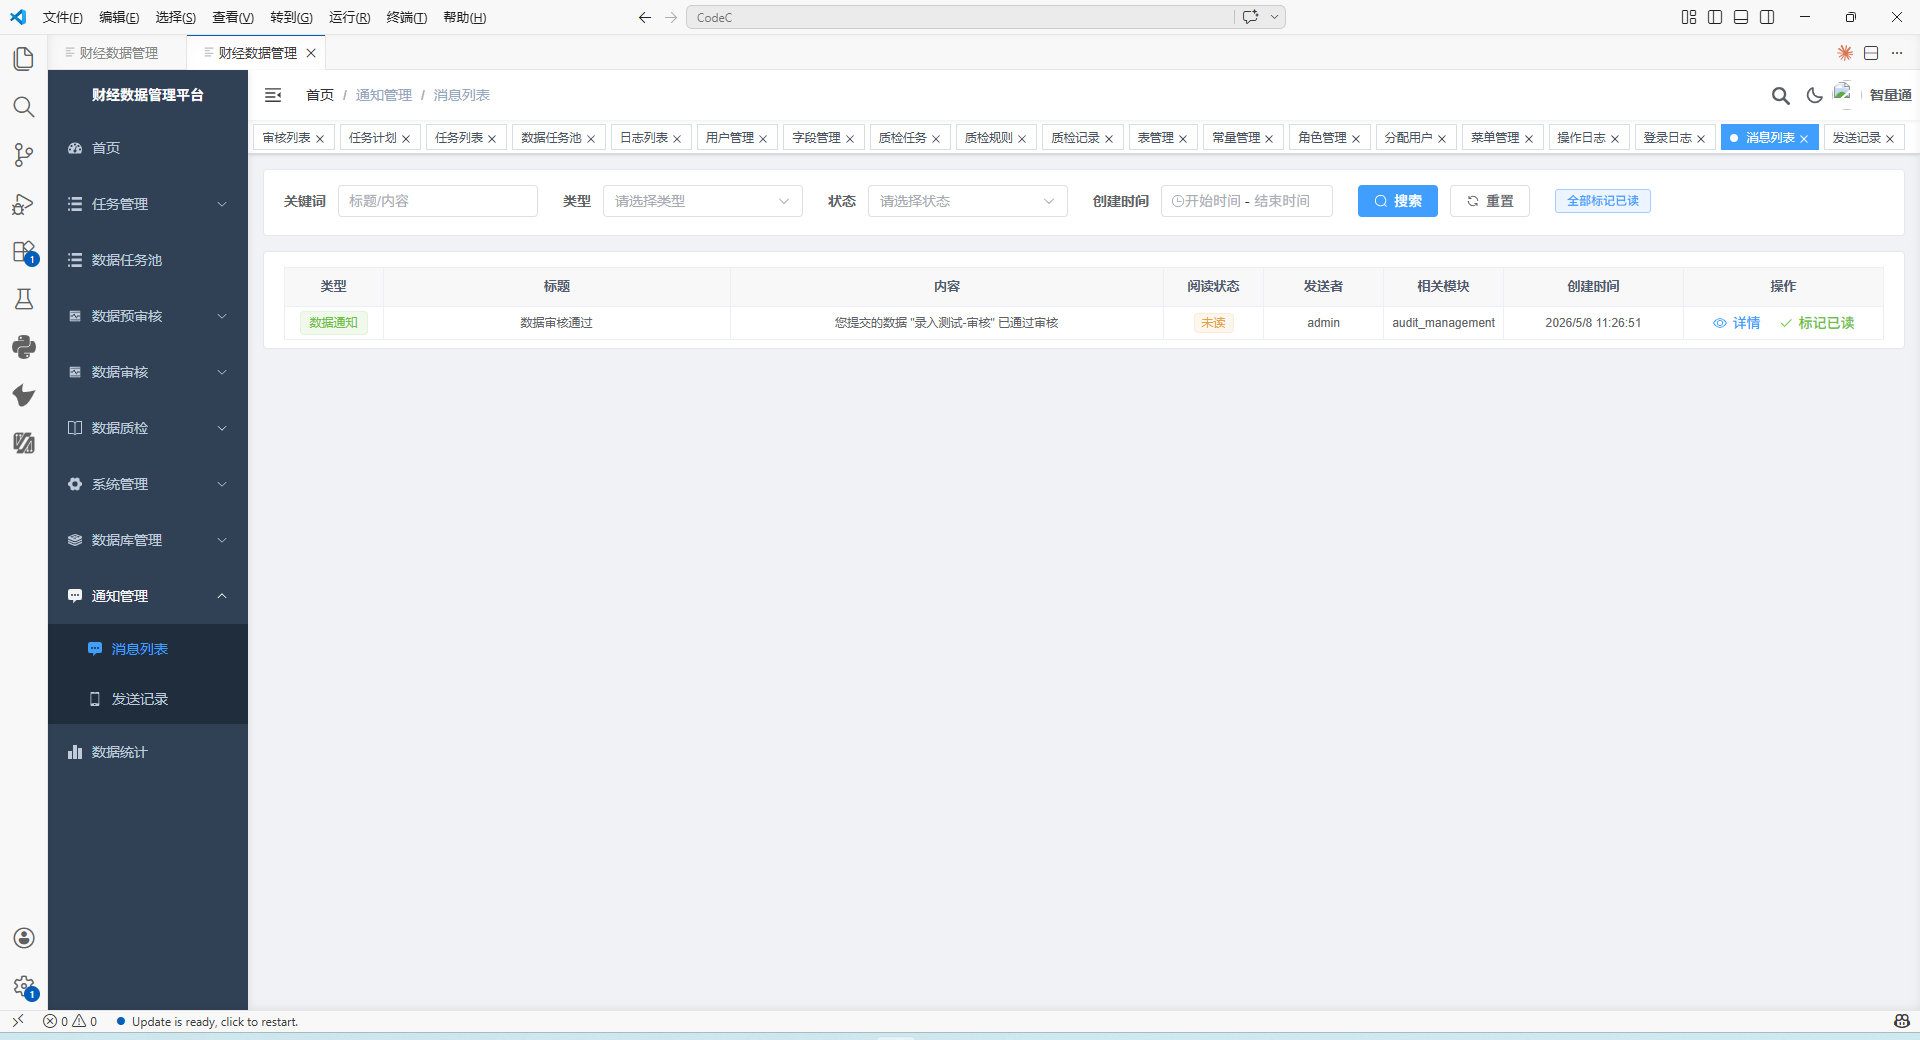 文件(F) 编辑(E) 选择(S) 查看(V) 转到(G) 运行(R) 终端(T) 帮助(H) CodeC
财经数据管理 财经数据管理
财经数据管理平台
首页 / 通知管理 / 消息列表 智量通
审核列表 任务计划 任务列表 数据任务池 日志列表 用户管理 字段管理 质检任务 质检规则 质检记录 表管理 常量管理 角色管理 分配用户 菜单管理 操作日志 登录日志 消息列表 发送记录
首页
任务管理
数据任务池
数据预审核
数据审核
数据质检
系统管理
数据库管理
通知管理
消息列表
发送记录
数据统计
关键词 标题/内容 类型 请选择类型 状态 请选择状态 创建时间 开始时间 - 结束时间 搜索 重置 全部标记已读
类型 标题 内容 阅读状态 发送者 相关模块 创建时间 操作
数据通知 数据审核通过 您提交的数据 "录入测试-审核" 已通过审核 未读 admin audit_management 2026/5/8 11:26:51 详情 标记已读
1
1
0 0 Update is ready, click to restart.